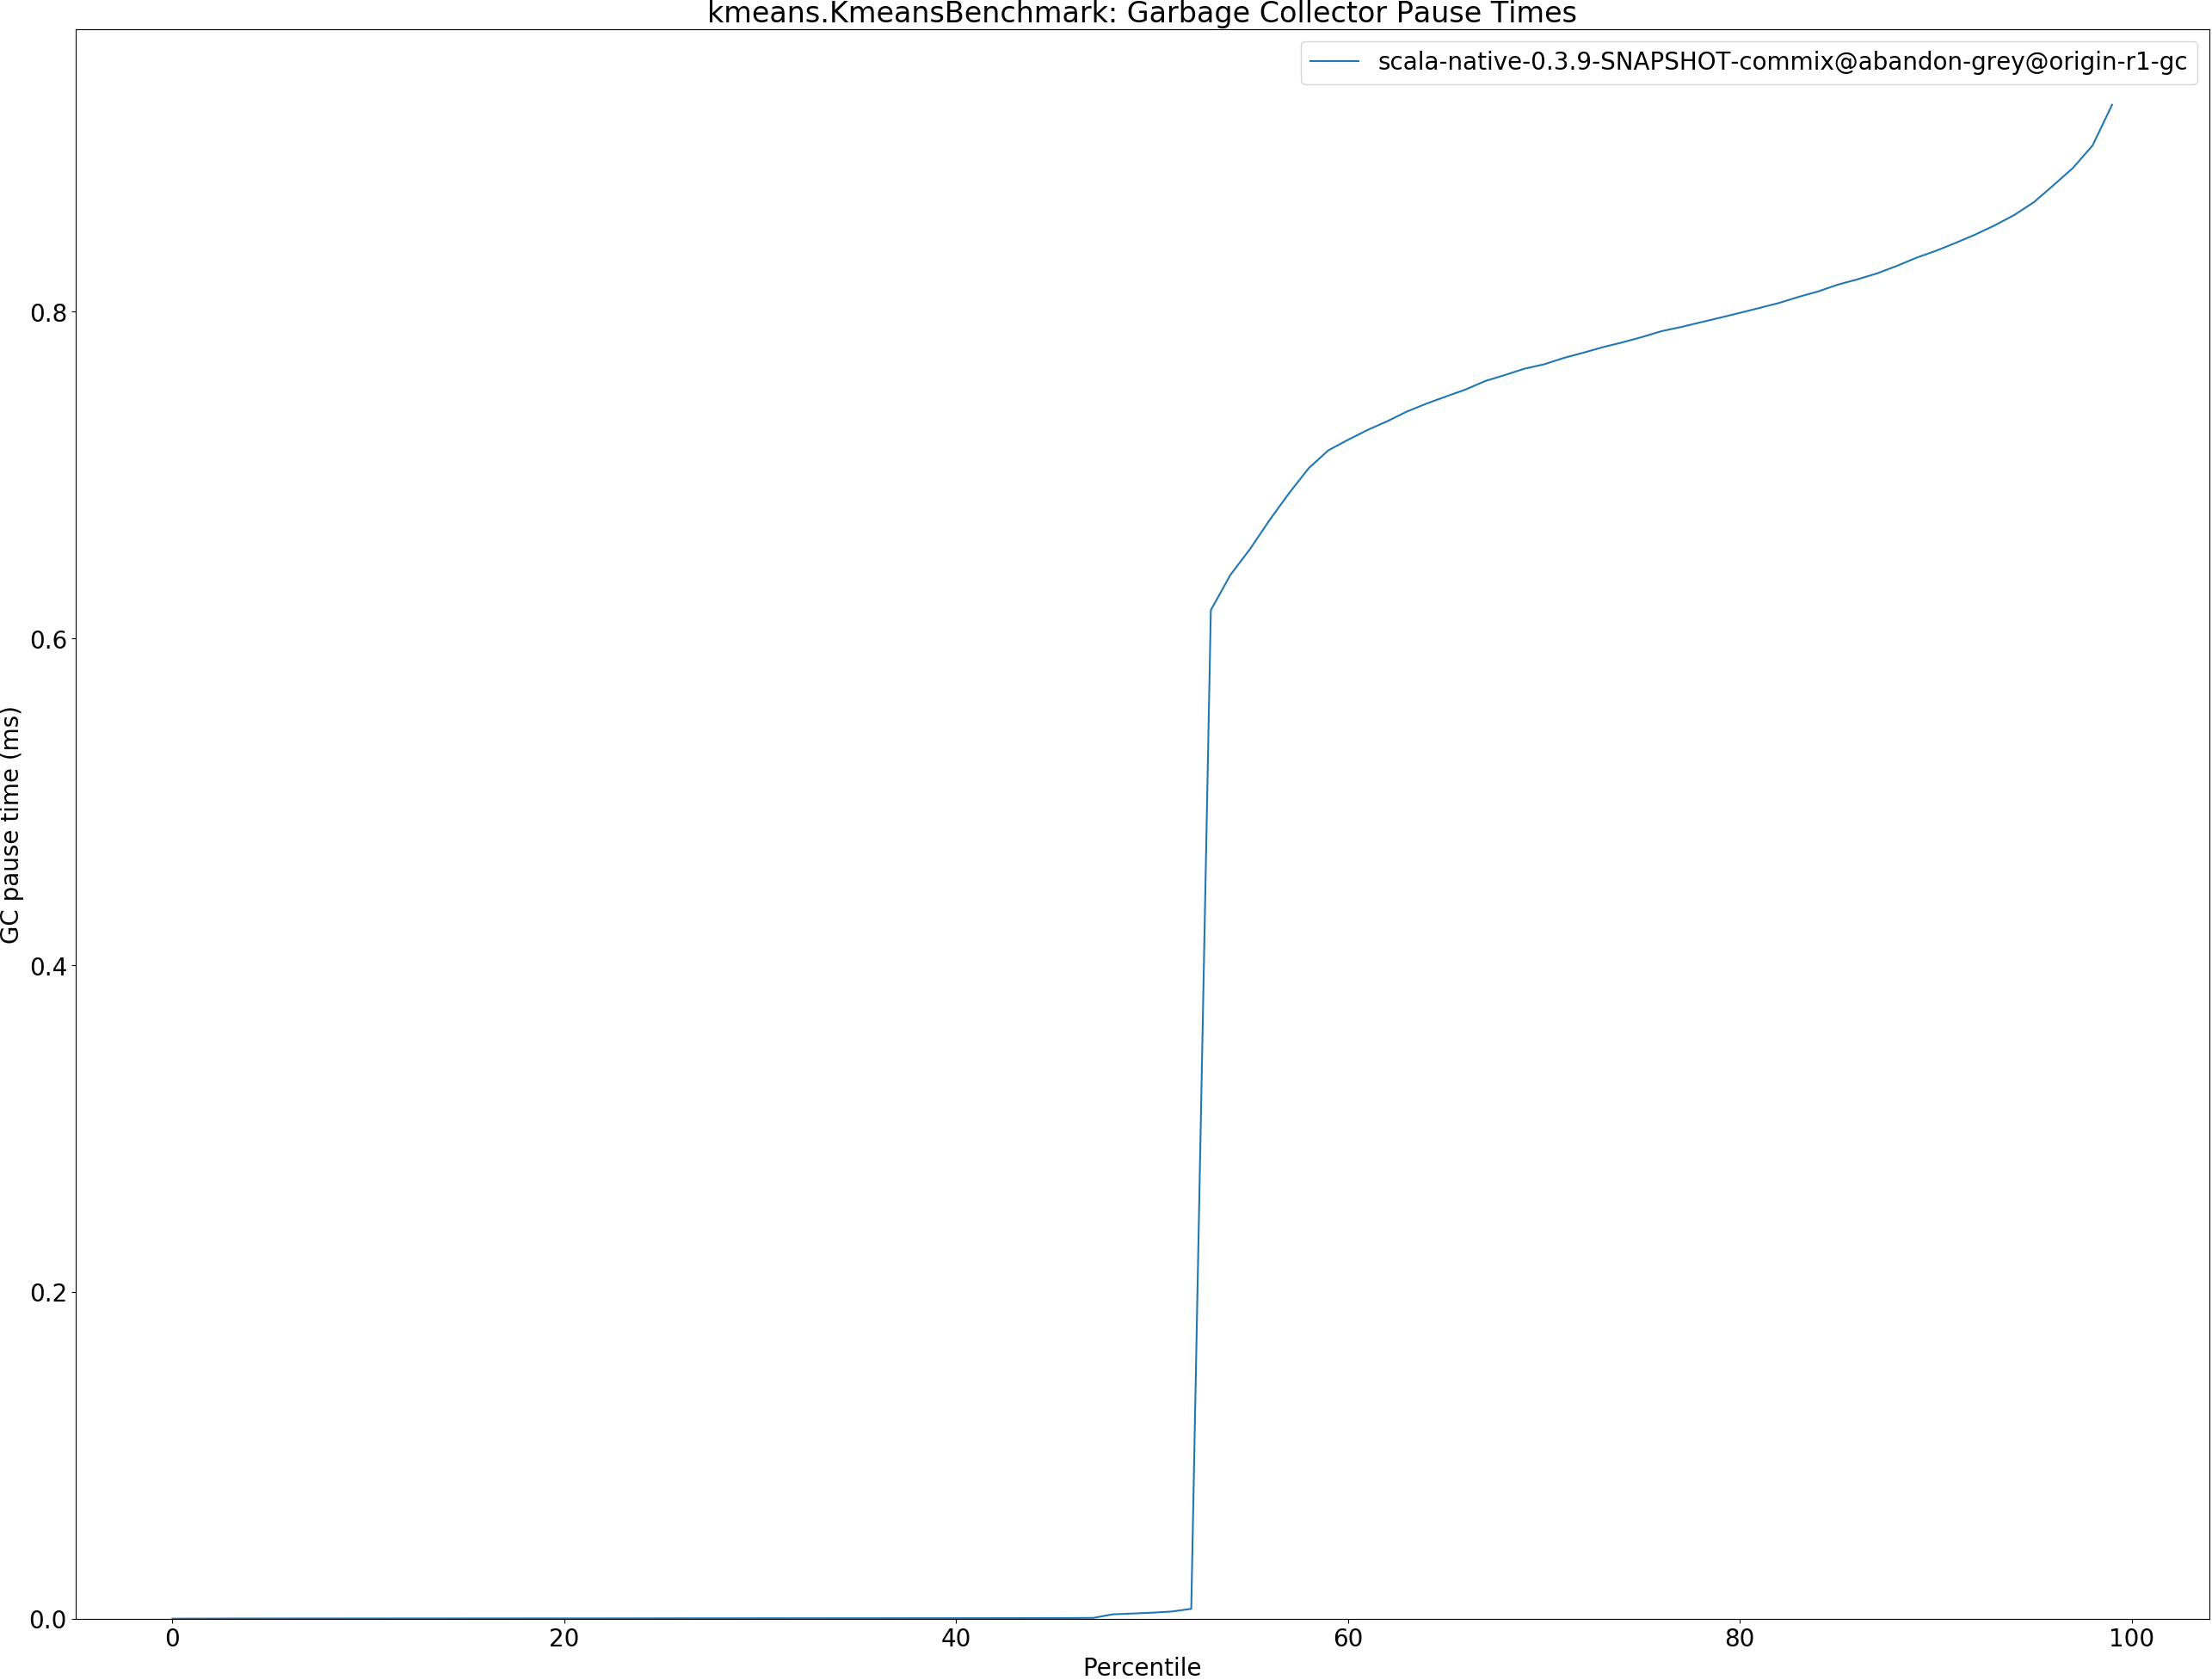 kmeans.KmeansBenchmark: Garbage Collector Pause Times
scala-native-0.3.9-SNAPSHOT-commix@abandon-grey@origin-r1-gc
0.8
0.6
0.4
0.2
0.0
GC pause time (ms)
0 20 40 60 80 100
Percentile